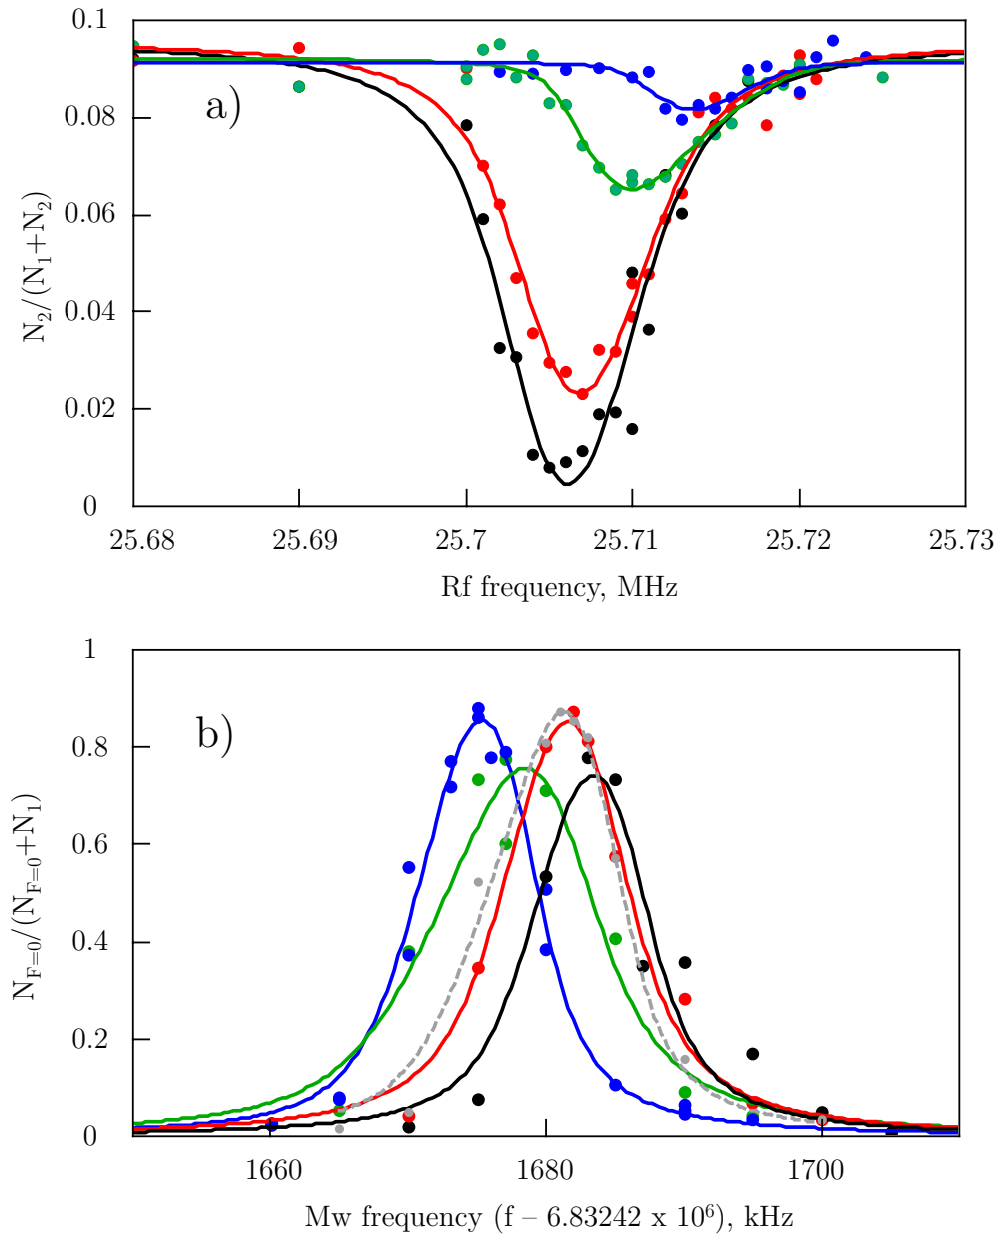 0.1
0.08
0.06
0.04
0.02
0
N₂/(N₁+N₂)
a)
25.68 25.69 25.7 25.71 25.72 25.73
Rf frequency, MHz
1
0.8
0.6
0.4
0.2
0
N_F=0/(N_F=0+N₁)
b)
1660 1680 1700
Mw frequency (f – 6.83242 x 10⁶), kHz